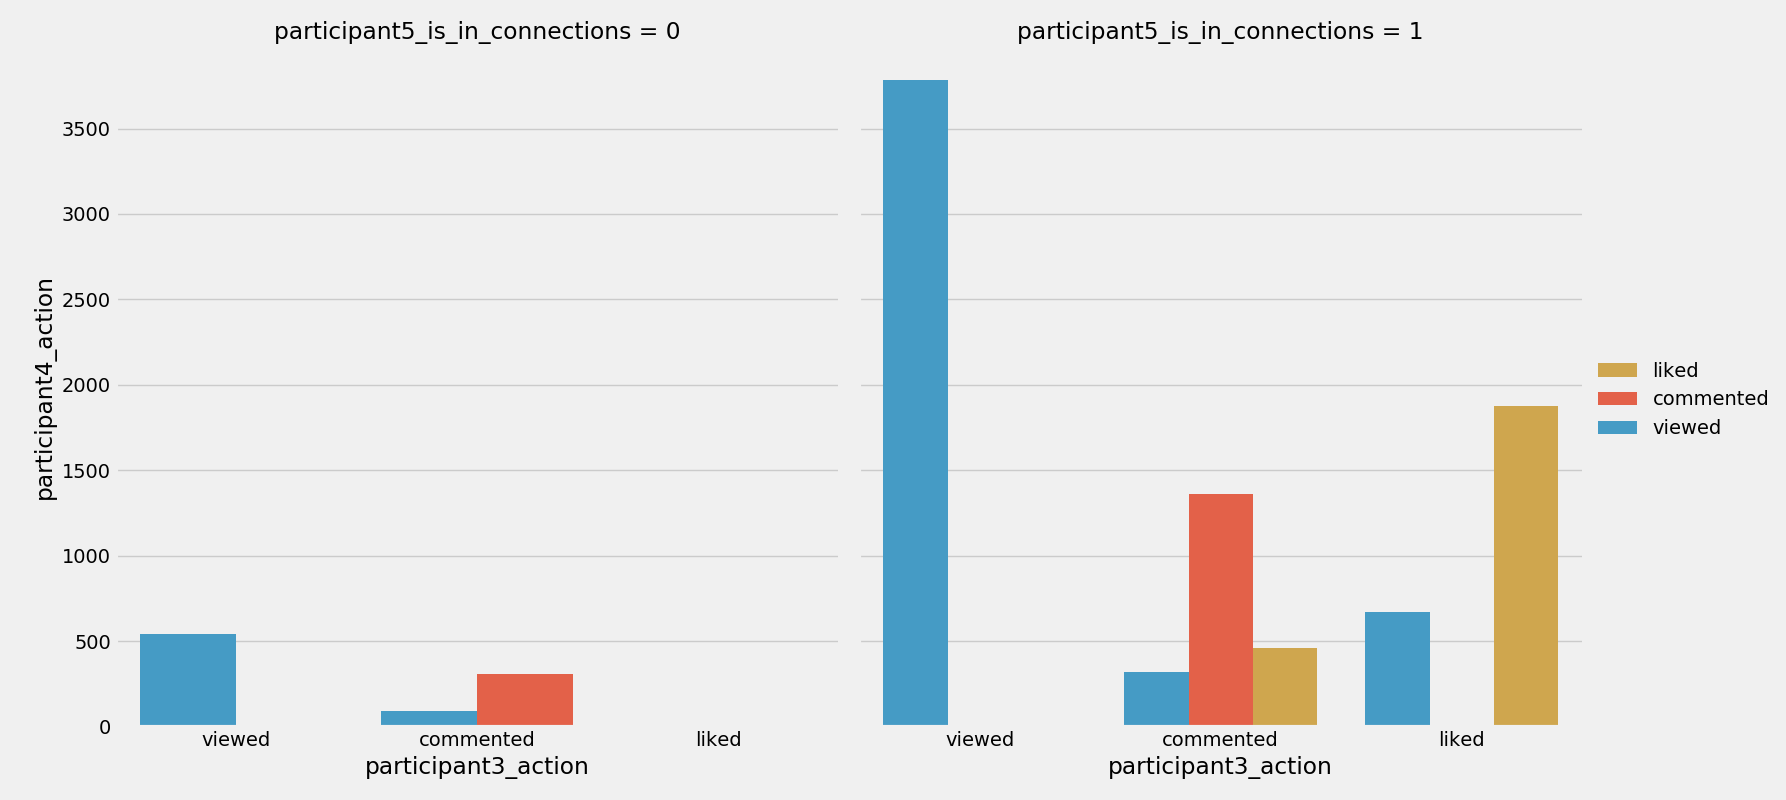 participant5_is_in_connections = 0
participant5_is_in_connections = 1
participant4_action
3500
3000
2500
2000
1500
1000
500
0
viewed
commented
liked
participant3_action
viewed
commented
liked
participant3_action
liked
commented
viewed